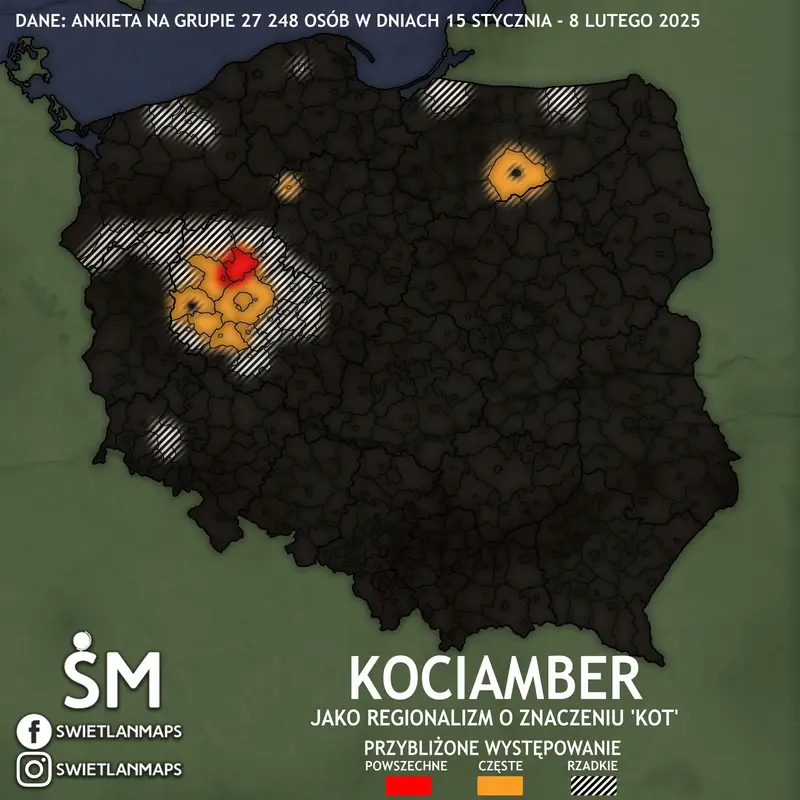 DANE: ANKIETA NA GRUPIE 27 248 OSÓB W DNIACH 15 STYCZNIA - 8 LUTEGO 2025
ŚM
SWIETLANMAPS
SWIETLANMAPS
KOCIAMBER
JAKO REGIONALIZM O ZNACZENIU 'KOT'
PRZYBLIŻONE WYSTĘPOWANIE
POWSZECHNE CZĘSTE RZADKIE